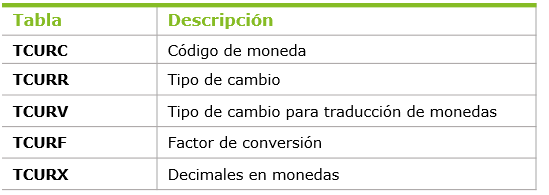 Tabla Descripción
TCURC Código de moneda
TCURR Tipo de cambio
TCURV Tipo de cambio para traducción de monedas
TCURF Factor de conversión
TCURX Decimales en monedas